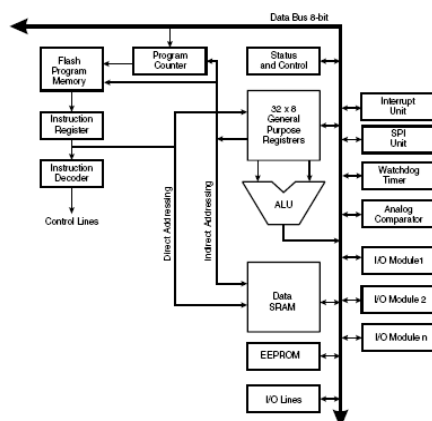 Data Bus 8-bit
Flash
Program
Memory
Program
Counter
Status
and Control
Instruction
Register
32 x 8
General
Purpose
Registrers
Interrupt
Unit
SPI
Unit
Instruction
Decoder
Watchdog
Timer
Control Lines
Direct Addressing
Indirect Addressing
ALU
Analog
Comparator
I/O Module1
Data
SRAM
I/O Module 2
I/O Module n
EEPROM
I/O Lines